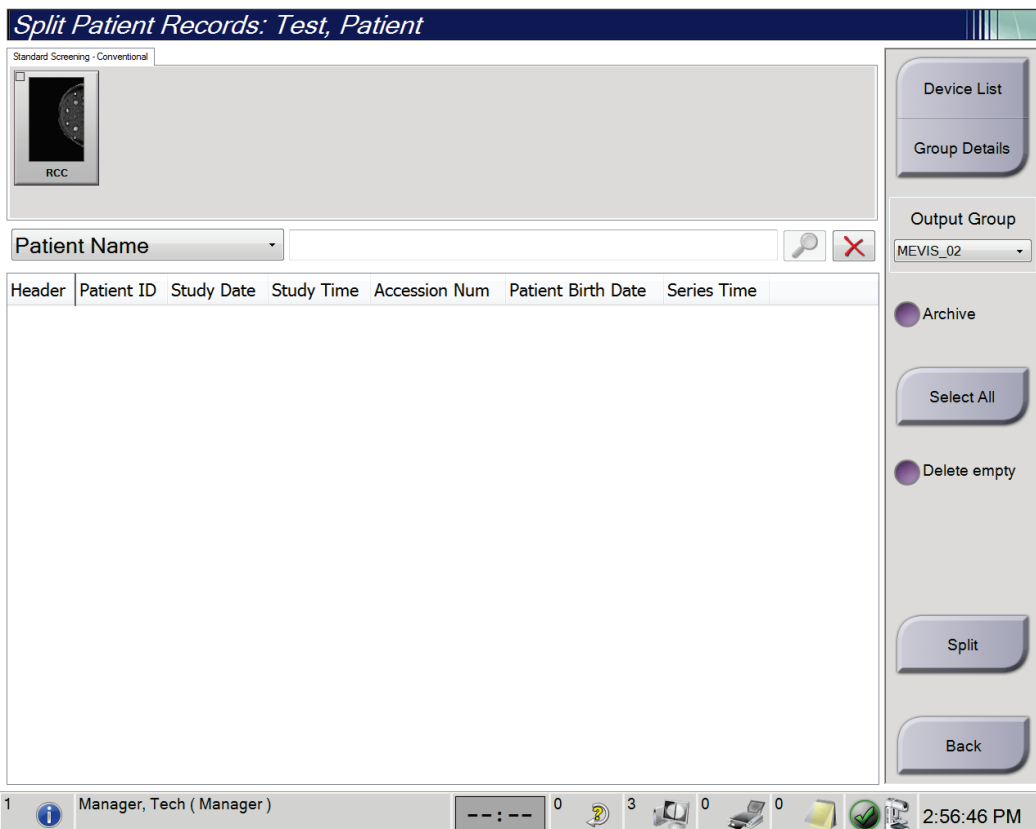 Split Patient Records: Test, Patient
Standard Screening - Conventional
RCC
Device List
Group Details
Output Group
MEVIS_02
Patient Name
Header Patient ID Study Date Study Time Accession Num Patient Birth Date Series Time
Archive
Select All
Delete empty
Split
Back
1 Manager, Tech ( Manager ) --:-- 0 3 0 0 2:56:46 PM